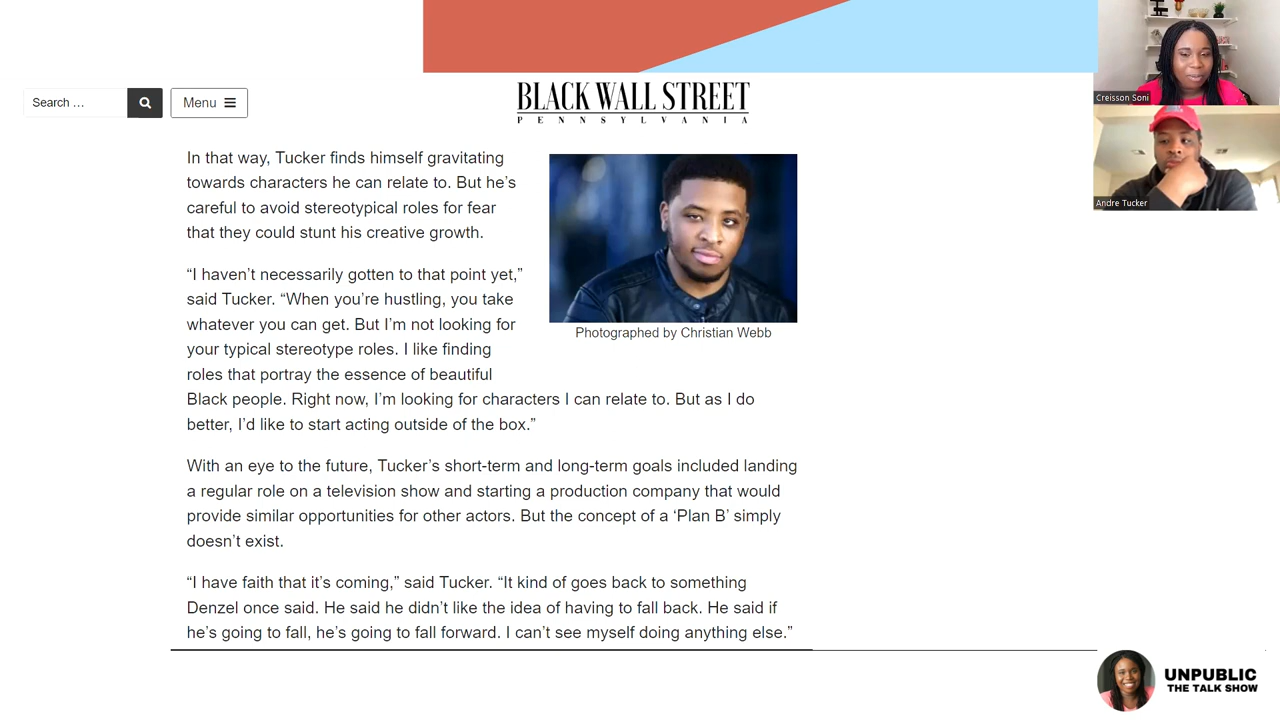 Search …
Menu
BLACK WALL STREET
PENNSYLVANIA
In that way, Tucker finds himself gravitating
towards characters he can relate to. But he’s
careful to avoid stereotypical roles for fear
that they could stunt his creative growth.
“I haven’t necessarily gotten to that point yet,”
said Tucker. “When you’re hustling, you take
whatever you can get. But I’m not looking for
your typical stereotype roles. I like finding
roles that portray the essence of beautiful
Black people. Right now, I’m looking for characters I can relate to. But as I do
better, I’d like to start acting outside of the box.”
Photographed by Christian Webb
With an eye to the future, Tucker’s short-term and long-term goals included landing
a regular role on a television show and starting a production company that would
provide similar opportunities for other actors. But the concept of a ‘Plan B’ simply
doesn’t exist.
“I have faith that it’s coming,” said Tucker. “It kind of goes back to something
Denzel once said. He said he didn’t like the idea of having to fall back. He said if
he’s going to fall, he’s going to fall forward. I can’t see myself doing anything else.”
Creisson Soni
Andre Tucker
UNPUBLIC
THE TALK SHOW